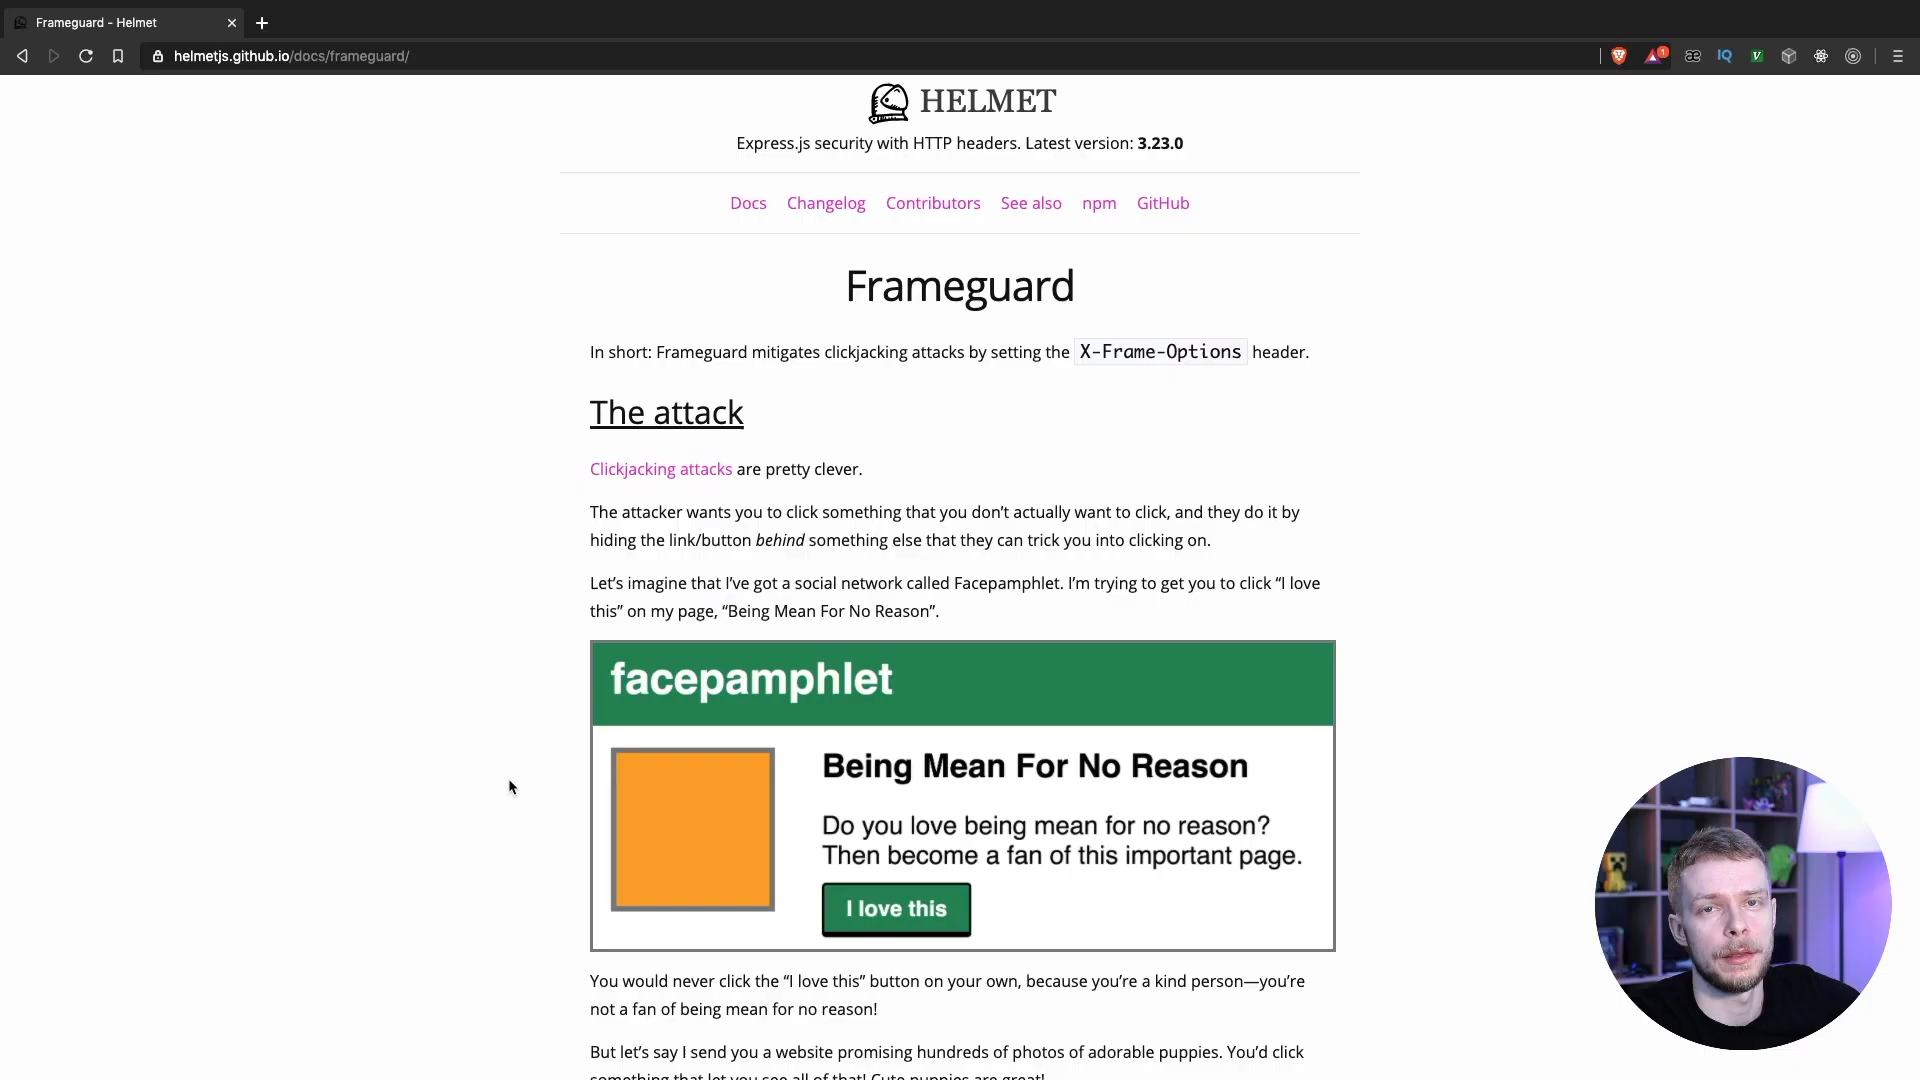 Frameguard - Helmet
helmetjs.github.io/docs/frameguard/
1
æ
IQ
V
HELMET
Express.js security with HTTP headers. Latest version: 3.23.0
Docs Changelog Contributors See also npm GitHub
Frameguard
In short: Frameguard mitigates clickjacking attacks by setting the X-Frame-Options header.
The attack
Clickjacking attacks are pretty clever.
The attacker wants you to click something that you don’t actually want to click, and they do it by
hiding the link/button behind something else that they can trick you into clicking on.
Let’s imagine that I’ve got a social network called Facepamphlet. I’m trying to get you to click “I love
this” on my page, “Being Mean For No Reason”.
facepamphlet
Being Mean For No Reason
Do you love being mean for no reason?
Then become a fan of this important page.
I love this
You would never click the “I love this” button on your own, because you’re a kind person—you’re
not a fan of being mean for no reason!
But let’s say I send you a website promising hundreds of photos of adorable puppies. You’d click
something that let you see all of that! Cute puppies are great!